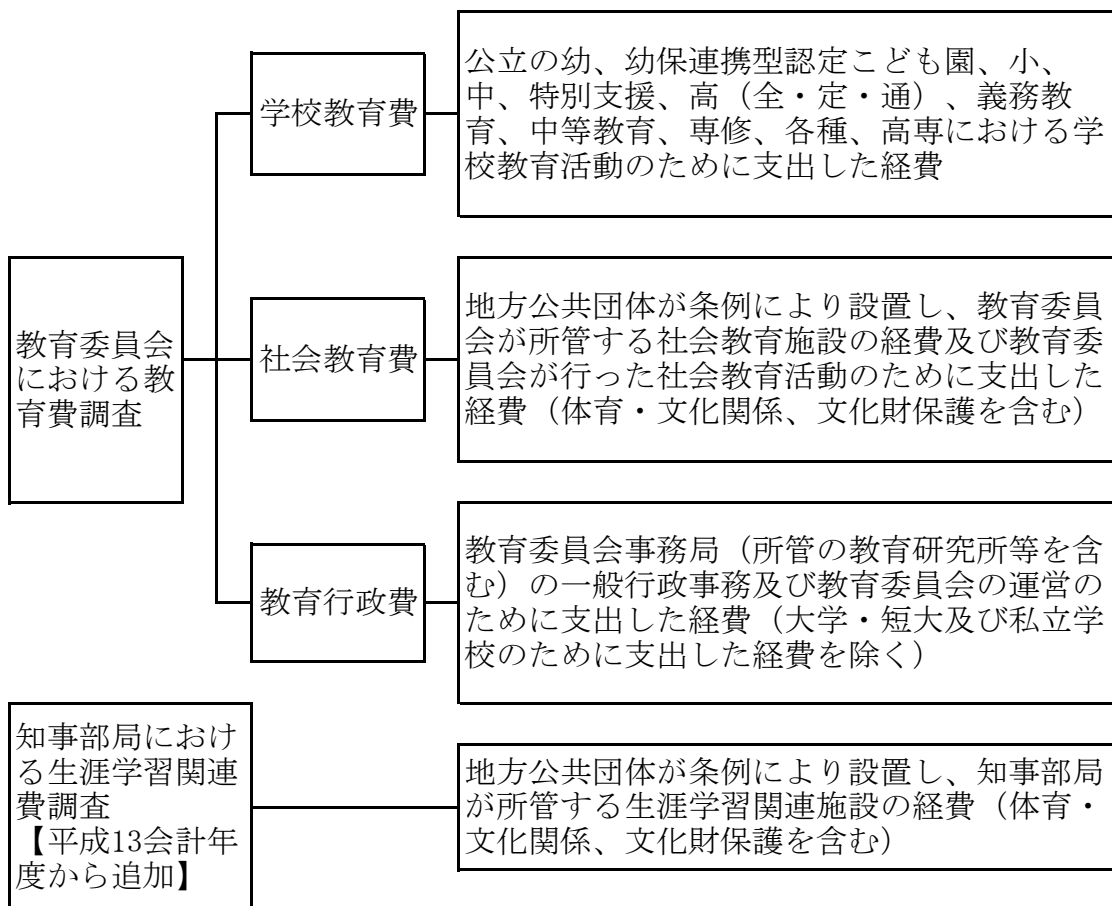 学校教育費
公立の幼、幼保連携型認定こども園、小、
中、特別支援、高（全・定・通）、義務教
育、中等教育、専修、各種、高専における学
校教育活動のために支出した経費
教育委員会
における教
育費調査
社会教育費
地方公共団体が条例により設置し、教育委員
会が所管する社会教育施設の経費及び教育委
員会が行った社会教育活動のために支出した
経費（体育・文化関係、文化財保護を含む）
教育行政費
教育委員会事務局（所管の教育研究所等を含
む）の一般行政事務及び教育委員会の運営の
ために支出した経費（大学・短大及び私立学
校のために支出した経費を除く）
知事部局におけ
る生涯学習関連
費調査
【平成13会計年
度から追加】
地方公共団体が条例により設置し、知事部局
が所管する生涯学習関連施設の経費（体育・
文化関係、文化財保護を含む）